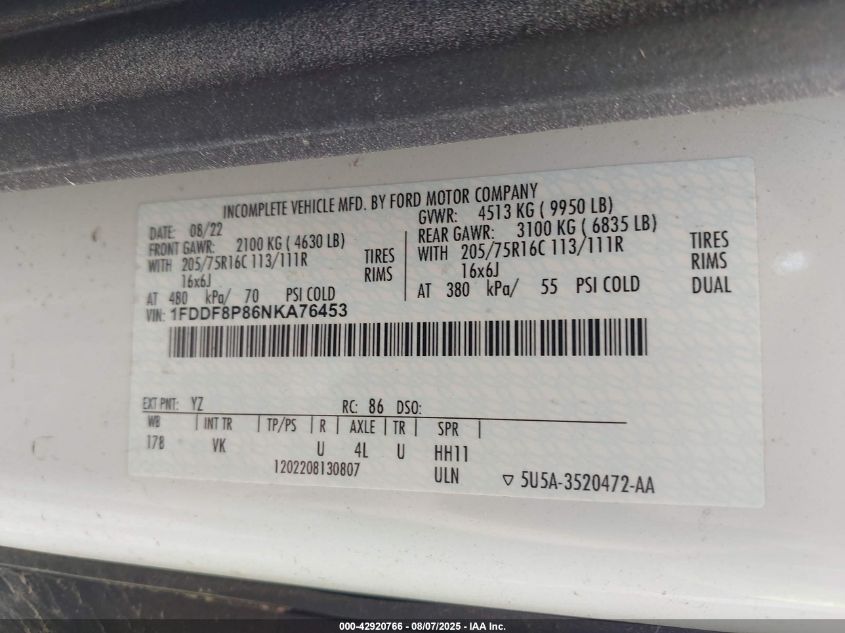 INCOMPLETE VEHICLE MFD. BY FORD MOTOR COMPANY
DATE: 08/22
FRONT GAWR: 2100 KG ( 4630 LB)
WITH 205/75R16C 113/111R TIRES
16x6J RIMS
AT 480 kPa/ 70 PSI COLD
GVWR: 4513 KG ( 9950 LB)
REAR GAWR: 3100 KG ( 6835 LB)
WITH 205/75R16C 113/111R TIRES
16x6J RIMS
AT 380 kPa/ 55 PSI COLD DUAL
VIN: 1FDDF8P86NKA76453
EXT PNT: YZ RC: 86 DSO:
WB INT TR TP/PS R AXLE TR SPR
178 VK U 4L U HH11
1202208130807 ULN ▽ 5U5A-3520472-AA
000-42920766 - 08/07/2025 - IAA Inc.